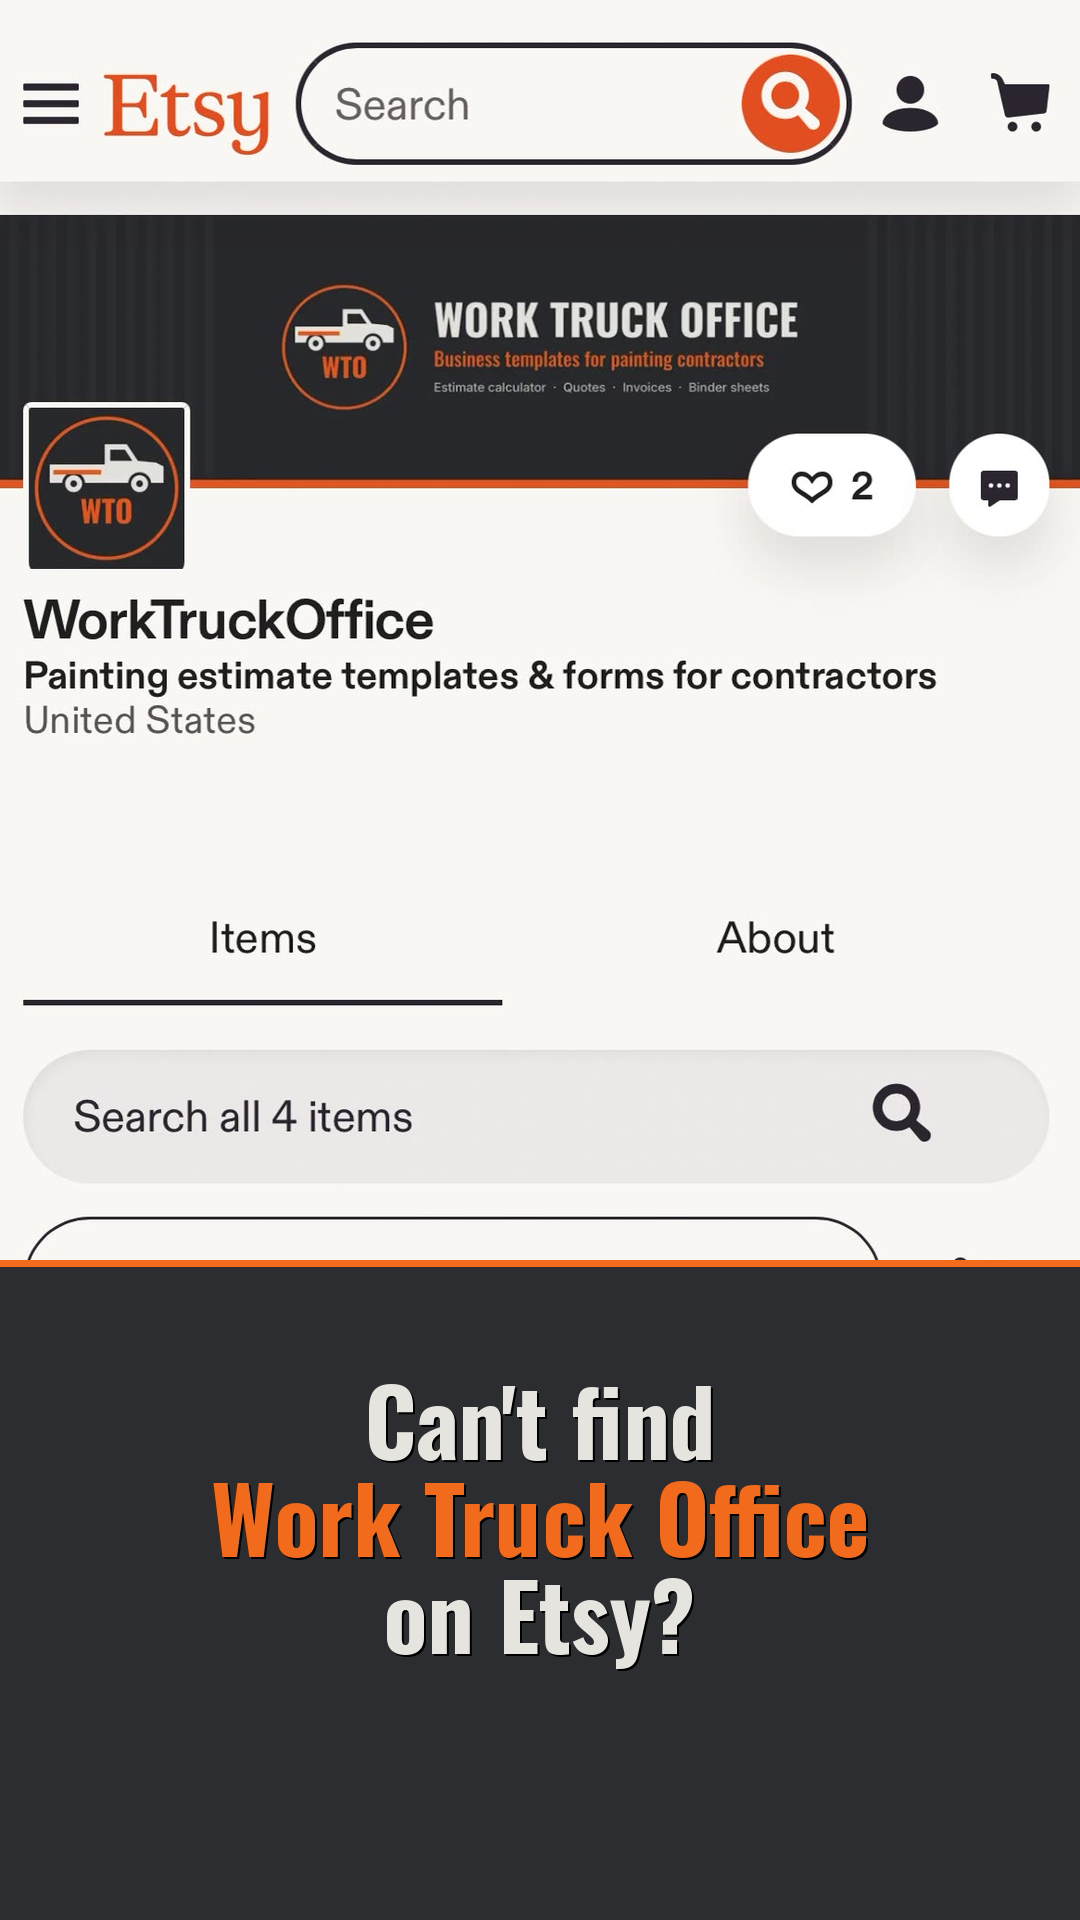 Etsy
Search
WORK TRUCK OFFICE
Business templates for painting contractors
Estimate calculator · Quotes · Invoices · Binder sheets
WTO
WTO
2
WorkTruckOffice
Painting estimate templates & forms for contractors
United States
Items
About
Search all 4 items
Can't find
Work Truck Office
on Etsy?